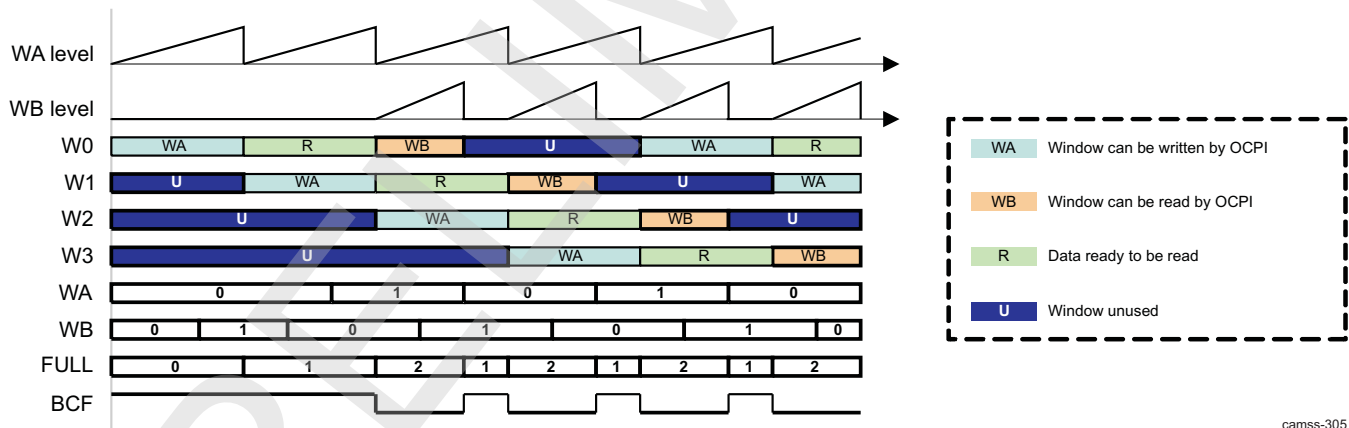 WA level
WB level
W0 WA R WB U WA R
W1 U WA R WB U WA
W2 U WA R WB U
W3 U WA R WB
WA 0 1 0 1 0
WB 0 1 0 1 0 1 0
FULL 0 1 2 1 2 1 2 1 2
BCF
WA Window can be written by OCPI
WB Window can be read by OCPI
R Data ready to be read
U Window unused
camss-305